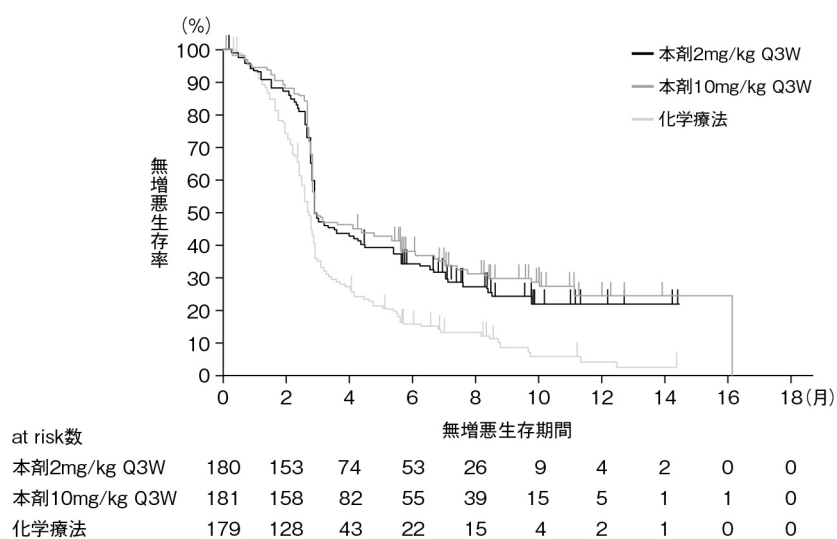 (%)
100
90
80
70
60
50
40
30
20
10
0
無増悪生存率
本剤2mg/kg Q3W
本剤10mg/kg Q3W
化学療法
0 2 4 6 8 10 12 14 16 18(月)
無増悪生存期間
at risk数
本剤2mg/kg Q3W 180 153 74 53 26 9 4 2 0 0
本剤10mg/kg Q3W 181 158 82 55 39 15 5 1 1 0
化学療法 179 128 43 22 15 4 2 1 0 0